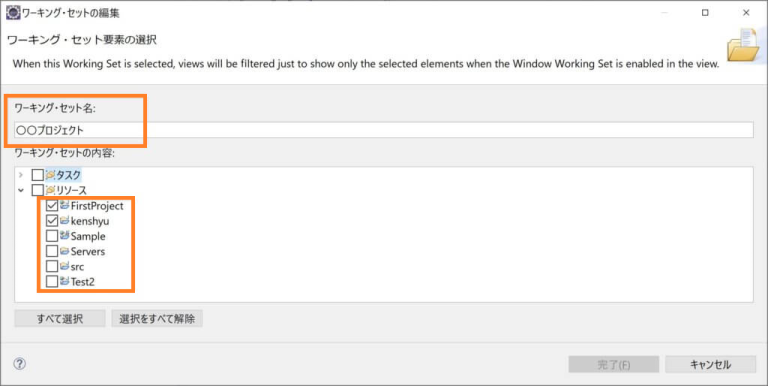 ワーキング・セットの編集
ワーキング・セット要素の選択
When this Working Set is selected, views will be filtered just to show only the selected elements when the Window Working Set is enabled in the view.
ワーキング・セット名:
〇〇プロジェクト
ワーキング・セットの内容:
タスク
リソース
FirstProject
kenshyu
Sample
Servers
src
Test2
すべて選択
選択をすべて解除
完了(F)
キャンセル